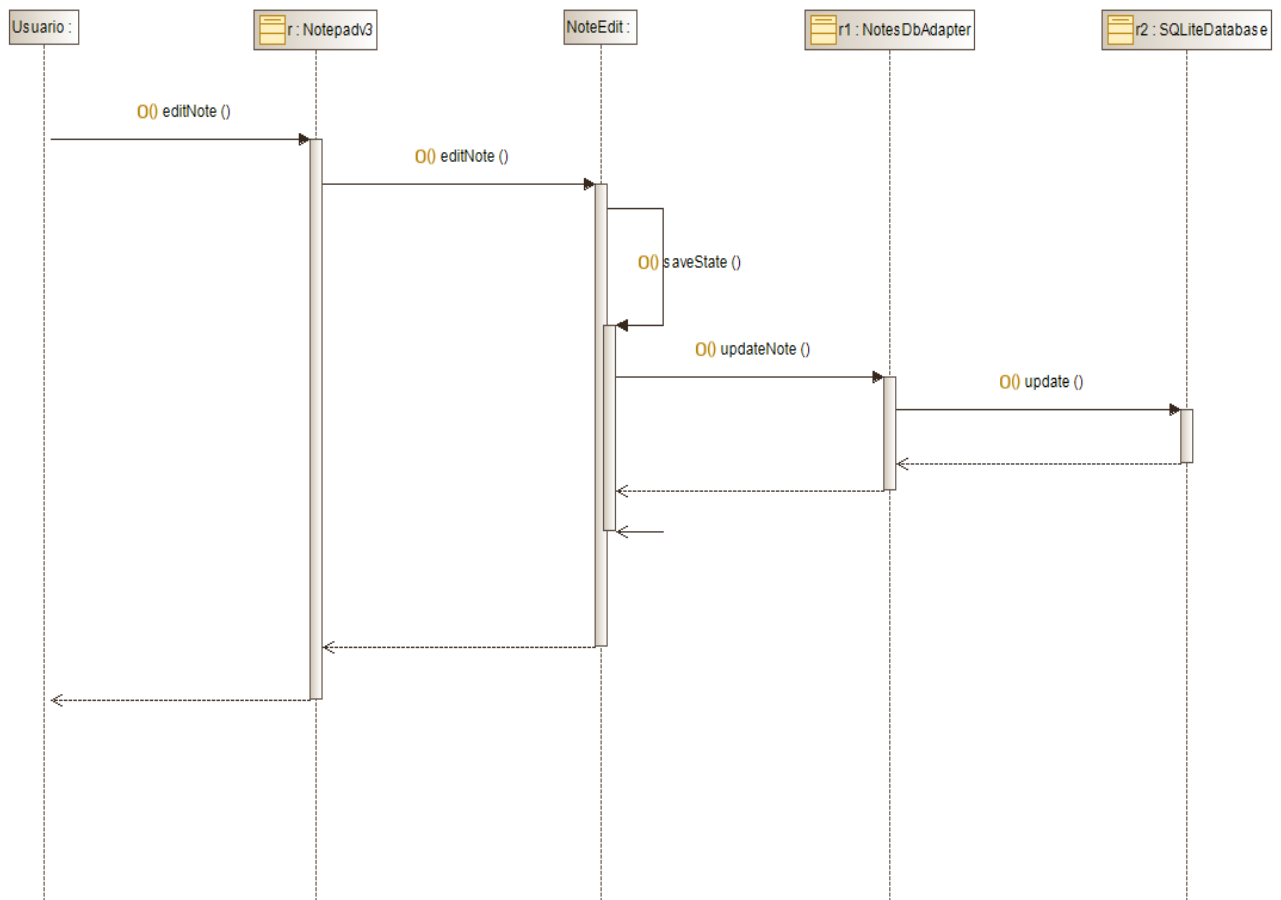 Usuario :
r : Notepadv3
NoteEdit :
r1 : NotesDbAdapter
r2 : SQLiteDatabase
O() editNote ()
O() editNote ()
O() saveState ()
O() updateNote ()
O() update ()